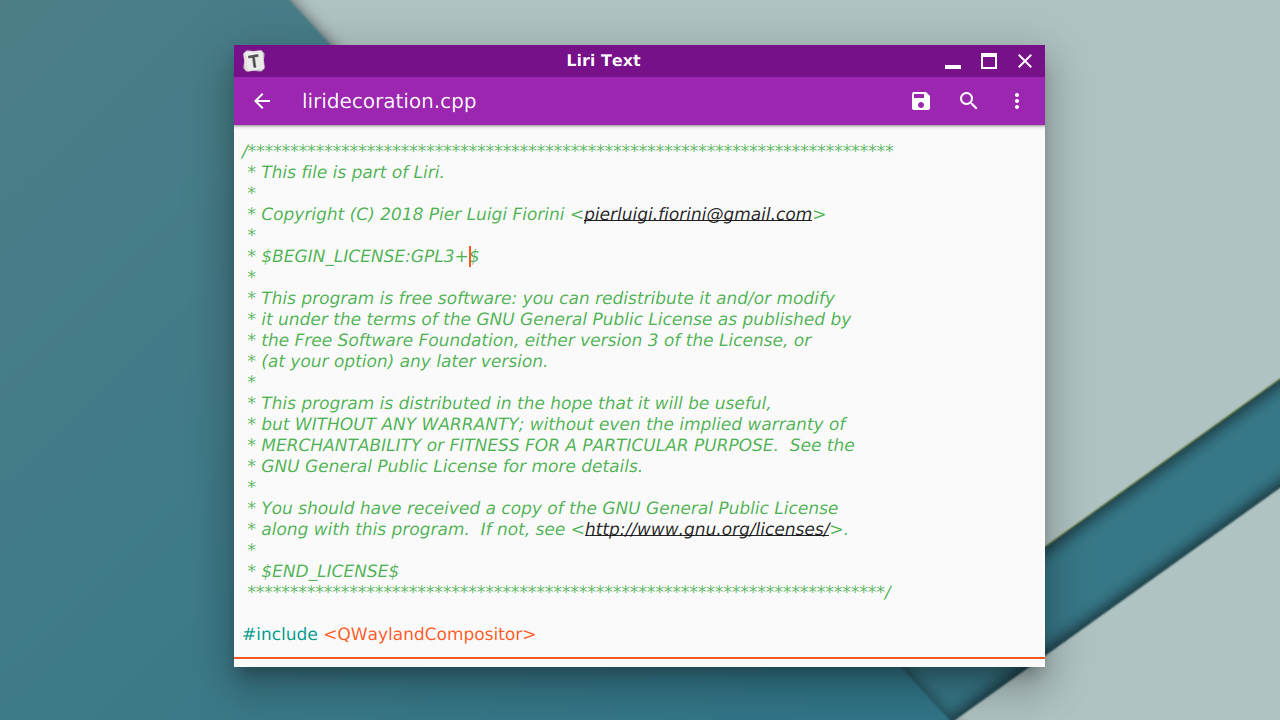 T
Liri Text
liridecoration.cpp
/****************************************************************************
 * This file is part of Liri.
 *
 * Copyright (C) 2018 Pier Luigi Fiorini <pierluigi.fiorini@gmail.com>
 *
 * $BEGIN_LICENSE:GPL3+$
 *
 * This program is free software: you can redistribute it and/or modify
 * it under the terms of the GNU General Public License as published by
 * the Free Software Foundation, either version 3 of the License, or
 * (at your option) any later version.
 *
 * This program is distributed in the hope that it will be useful,
 * but WITHOUT ANY WARRANTY; without even the implied warranty of
 * MERCHANTABILITY or FITNESS FOR A PARTICULAR PURPOSE.  See the
 * GNU General Public License for more details.
 *
 * You should have received a copy of the GNU General Public License
 * along with this program.  If not, see <http://www.gnu.org/licenses/>.
 *
 * $END_LICENSE$
 ***************************************************************************/
#include <QWaylandCompositor>